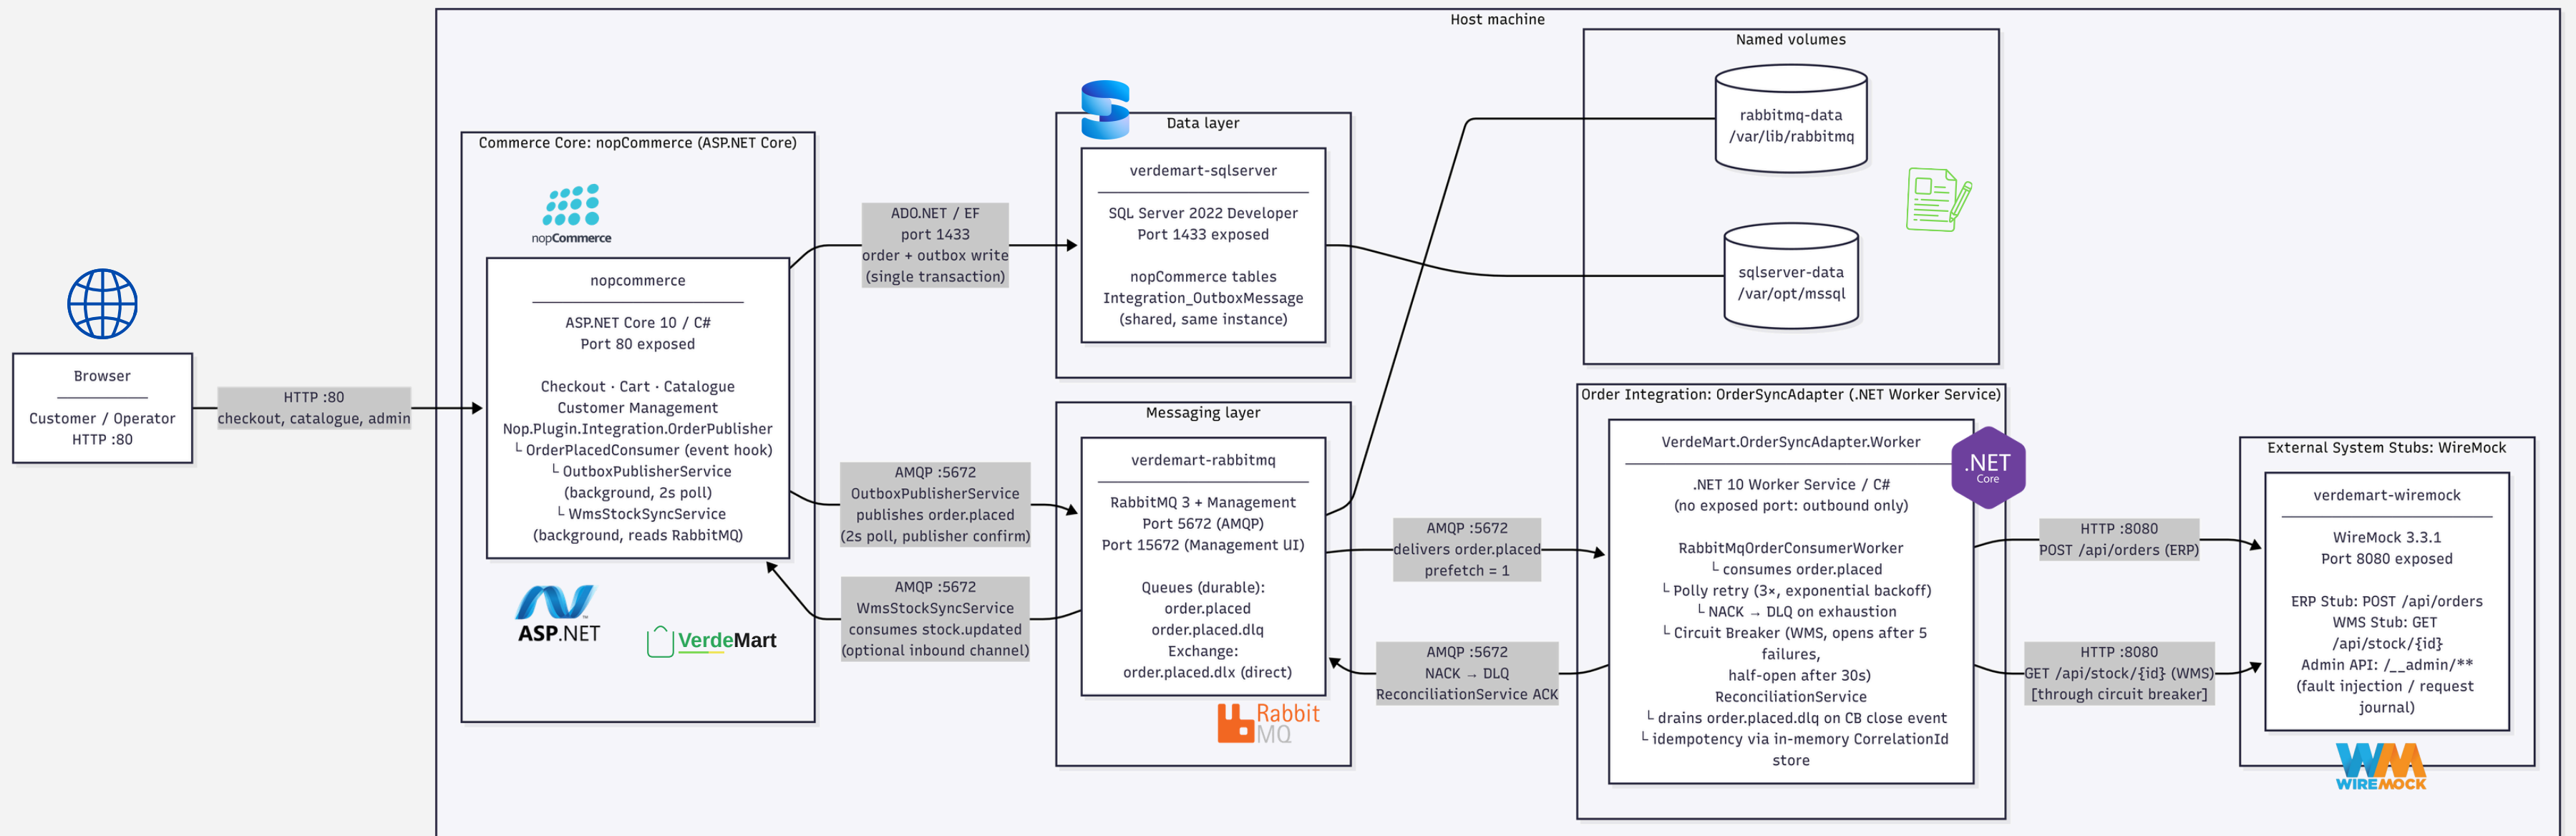 Host machine
Named volumes
rabbitmq-data
/var/lib/rabbitmq
sqlserver-data
/var/opt/mssql
Data layer
verdemart-sqlserver
SQL Server 2022 Developer
Port 1433 exposed
nopCommerce tables
Integration_OutboxMessage
(shared, same instance)
Commerce Core: nopCommerce (ASP.NET Core)
nopCommerce
nopcommerce
ASP.NET Core 10 / C#
Port 80 exposed
Checkout · Cart · Catalogue
Customer Management
Nop.Plugin.Integration.OrderPublisher
└ OrderPlacedConsumer (event hook)
└ OutboxPublisherService
(background, 2s poll)
└ WmsStockSyncService
(background, reads RabbitMQ)
ASP.NET
VerdeMart
Browser
Customer / Operator
HTTP :80
HTTP :80
checkout, catalogue, admin
ADO.NET / EF
port 1433
order + outbox write
(single transaction)
AMQP :5672
OutboxPublisherService
publishes order.placed
(2s poll, publisher confirm)
AMQP :5672
WmsStockSyncService
consumes stock.updated
(optional inbound channel)
Messaging layer
verdemart-rabbitmq
RabbitMQ 3 + Management
Port 5672 (AMQP)
Port 15672 (Management UI)
Queues (durable):
order.placed
order.placed.dlq
Exchange:
order.placed.dlx (direct)
Rabbit
MQ
AMQP :5672
delivers order.placed
prefetch = 1
AMQP :5672
NACK → DLQ
ReconciliationService ACK
Order Integration: OrderSyncAdapter (.NET Worker Service)
VerdeMart.OrderSyncAdapter.Worker
.NET 10 Worker Service / C#
(no exposed port: outbound only)
RabbitMqOrderConsumerWorker
└ consumes order.placed
└ Polly retry (3×, exponential backoff)
└ NACK → DLQ on exhaustion
└ Circuit Breaker (WMS, opens after 5
failures,
half-open after 30s)
ReconciliationService
└ drains order.placed.dlq on CB close event
└ idempotency via in-memory CorrelationId
store
.NET
Core
HTTP :8080
POST /api/orders (ERP)
HTTP :8080
GET /api/stock/{id} (WMS)
[through circuit breaker]
External System Stubs: WireMock
verdemart-wiremock
WireMock 3.3.1
Port 8080 exposed
ERP Stub: POST /api/orders
WMS Stub: GET
/api/stock/{id}
Admin API: /__admin/**
(fault injection / request
journal)
WIREMOCK